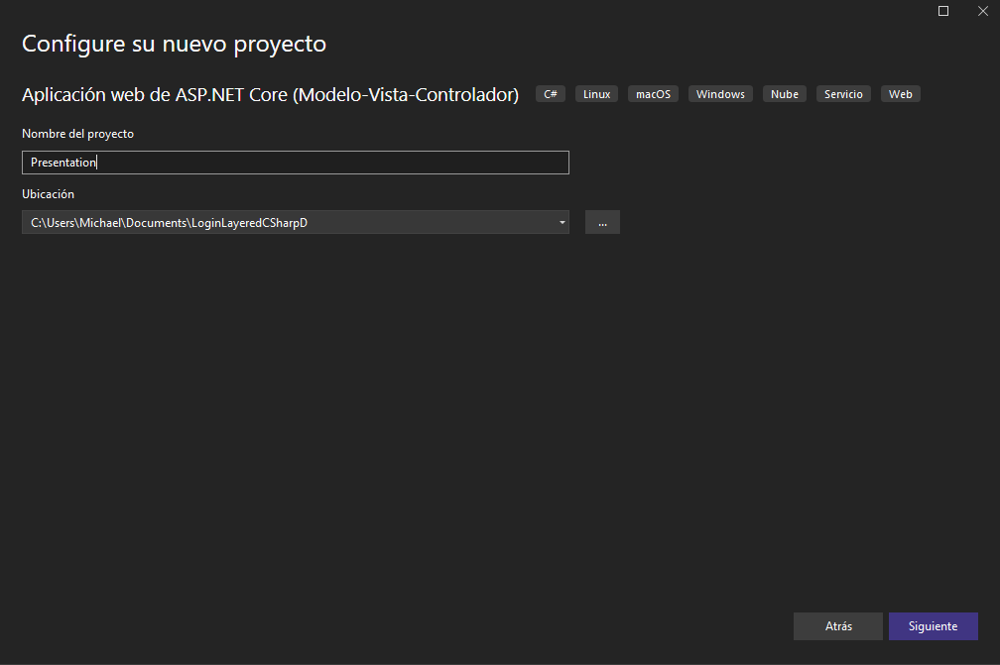 Configure su nuevo proyecto
Aplicación web de ASP.NET Core (Modelo-Vista-Controlador) C# Linux macOS Windows Nube Servicio Web
Nombre del proyecto
Presentation
Ubicación
C:\Users\Michael\Documents\LoginLayeredCSharpD ...
Atrás Siguiente